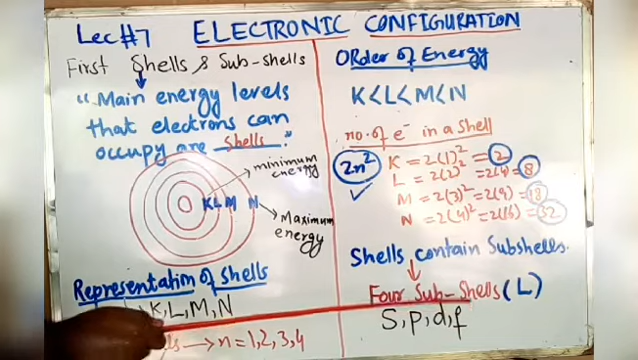 Lec#7 ELECTRONIC CONFIGURATION
First Shells & Sub-shells
"Main energy levels
that electrons can
occupy are shells."
minimum
energy
K L M N
Maximum
energy
Representation of Shells
K, L, M, N
→ n = 1,2,3,4
Order of Energy
K<L<M<N
no. of e⁻ in a shell
2n²
K = 2(1)² = 2
L = 2(2)² = 2(4) = 8
M = 2(3)² = 2(9) = 18
N = 2(4)² = 2(16) = 32
Shells contain Subshells.
Four Sub-Shells (L)
S, p, d, f